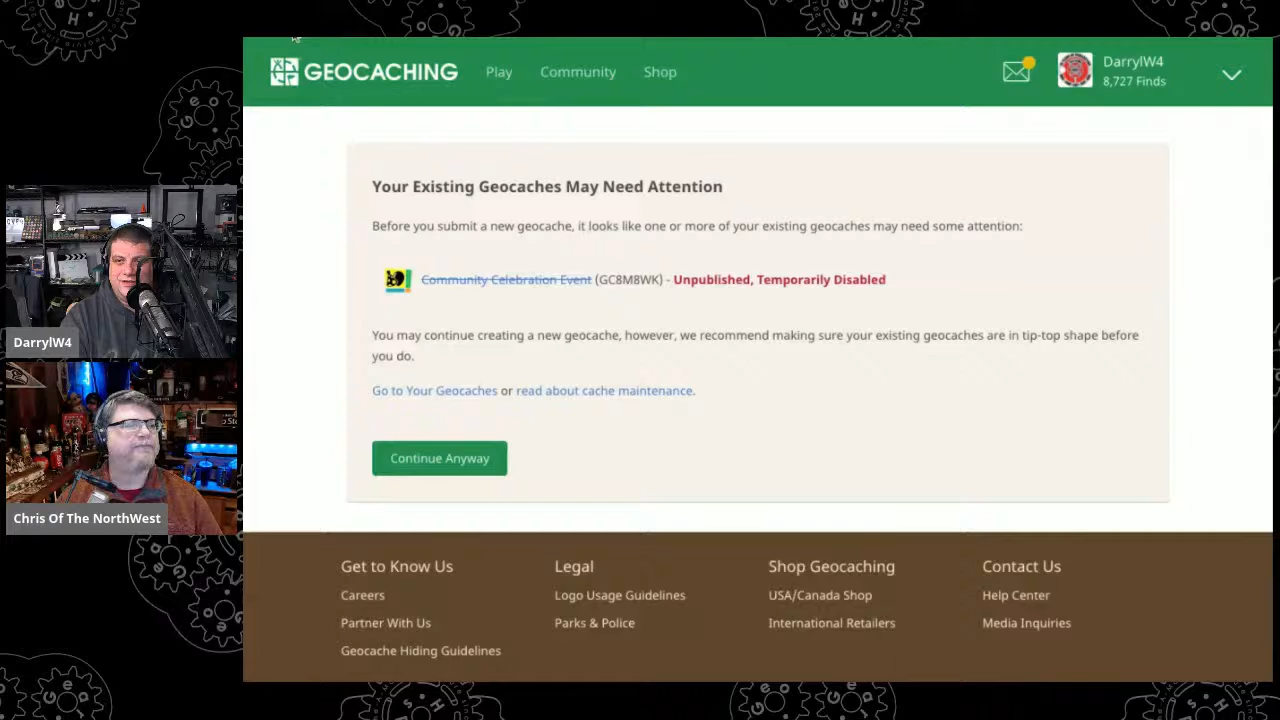 GEOCACHING
Play
Community
Shop
DarrylW4
8,727 Finds
Your Existing Geocaches May Need Attention
Before you submit a new geocache, it looks like one or more of your existing geocaches may need some attention:
Community Celebration Event (GC8M8WK) - Unpublished, Temporarily Disabled
You may continue creating a new geocache, however, we recommend making sure your existing geocaches are in tip-top shape before
you do.
Go to Your Geocaches or read about cache maintenance.
Continue Anyway
DarrylW4
Chris Of The NorthWest
Get to Know Us
Careers
Partner With Us
Geocache Hiding Guidelines
Legal
Logo Usage Guidelines
Parks & Police
Shop Geocaching
USA/Canada Shop
International Retailers
Contact Us
Help Center
Media Inquiries